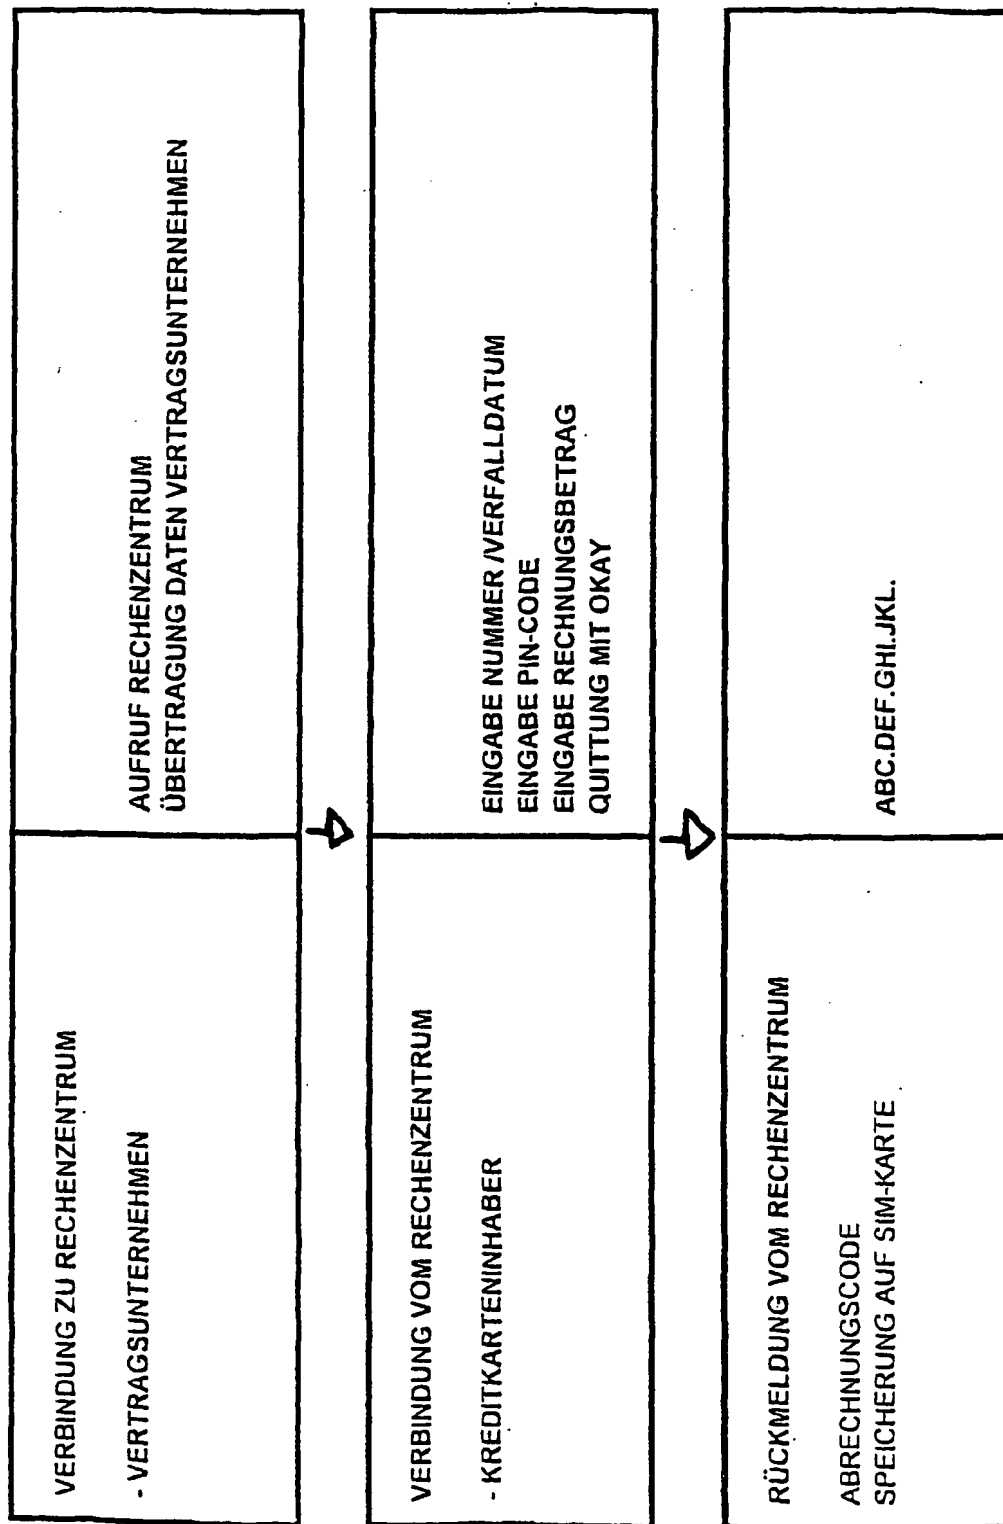 VERBINDUNG ZU RECHENZENTRUM
- VERTRAGSUNTERNEHMEN
AUFRUF RECHENZENTRUM
ÜBERTRAGUNG DATEN VERTRAGSUNTERNEHMEN
VERBINDUNG VOM RECHENZENTRUM
- KREDITKARTENINHABER
EINGABE NUMMER /VERFALLDATUM
EINGABE PIN-CODE
EINGABE RECHNUNGSBETRAG
QUITTUNG MIT OKAY
RÜCKMELDUNG VOM RECHENZENTRUM
ABRECHNUNGSCODE
SPEICHERUNG AUF SIM-KARTE
ABC.DEF.GHI.JKL.